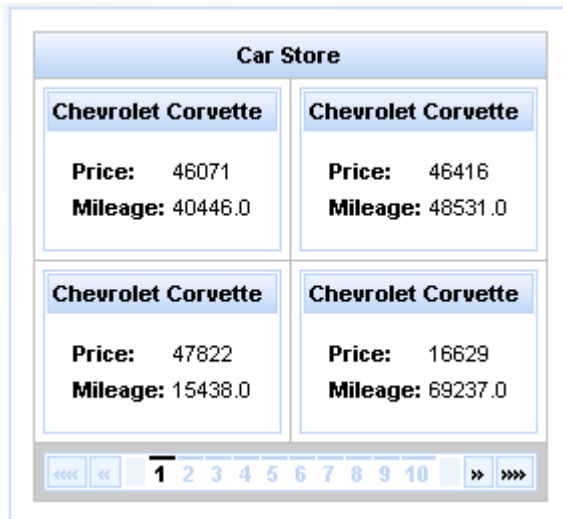 Car Store
Chevrolet Corvette
Price: 46071
Mileage: 40446.0
Chevrolet Corvette
Price: 46416
Mileage: 48531.0
Chevrolet Corvette
Price: 47822
Mileage: 15438.0
Chevrolet Corvette
Price: 16629
Mileage: 69237.0
«« « 1 2 3 4 5 6 7 8 9 10 » »»